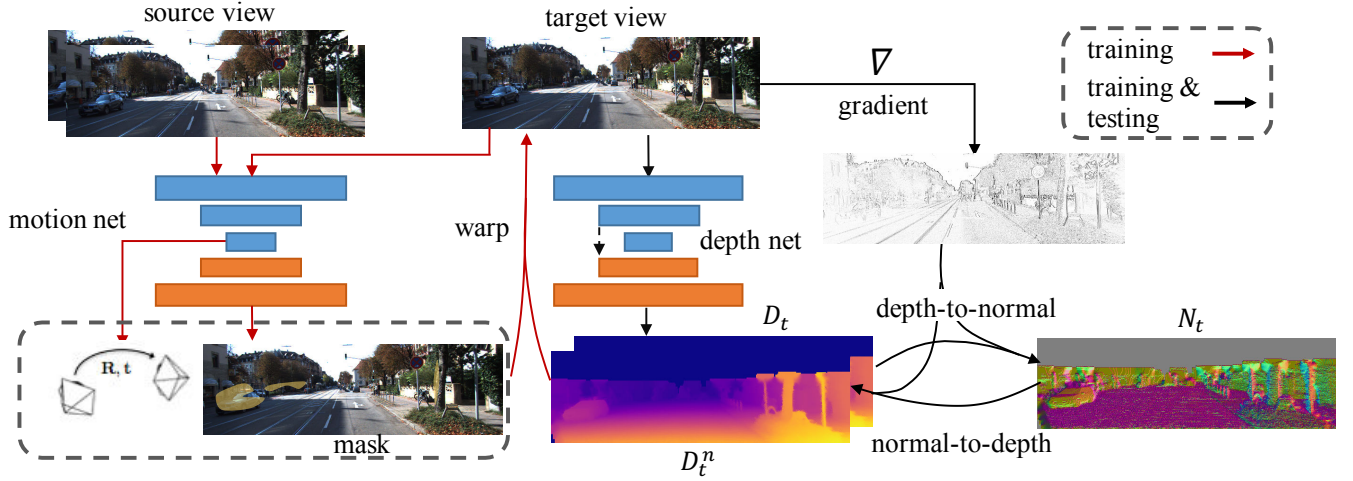 source view
target view
∇
gradient
training
training &
testing
motion net
warp
depth net
R, t
mask
D_t
depth-to-normal
N_t
normal-to-depth
D_t^n